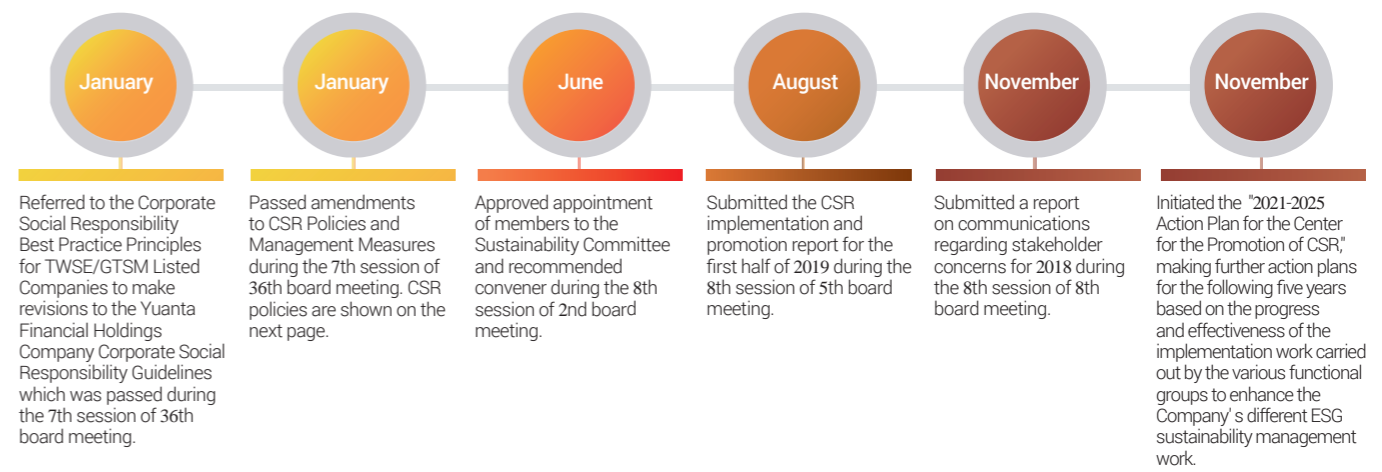 January
Referred to the Corporate
Social Responsibility
Best Practice Principles
for TWSE/GTSM Listed
Companies to make
revisions to the Yuanta
Financial Holdings
Company Corporate Social
Responsibility Guidelines
which was passed during
the 7th session of 36th
board meeting.
January
Passed amendments
to CSR Policies and
Management Measures
during the 7th session of
36th board meeting. CSR
policies are shown on the
next page.
June
Approved appointment
of members to the
Sustainability Committee
and recommended
convener during the 8th
session of 2nd board
meeting.
August
Submitted the CSR
implementation and
promotion report for the
first half of 2019 during the
8th session of 5th board
meeting.
November
Submitted a report
on communications
regarding stakeholder
concerns for 2018 during
the 8th session of 8th
board meeting.
November
Initiated the "2021-2025
Action Plan for the Center
for the Promotion of CSR,"
making further action plans
for the following five years
based on the progress
and effectiveness of the
implementation work carried
out by the various functional
groups to enhance the
Company' s different ESG
sustainability management
work.